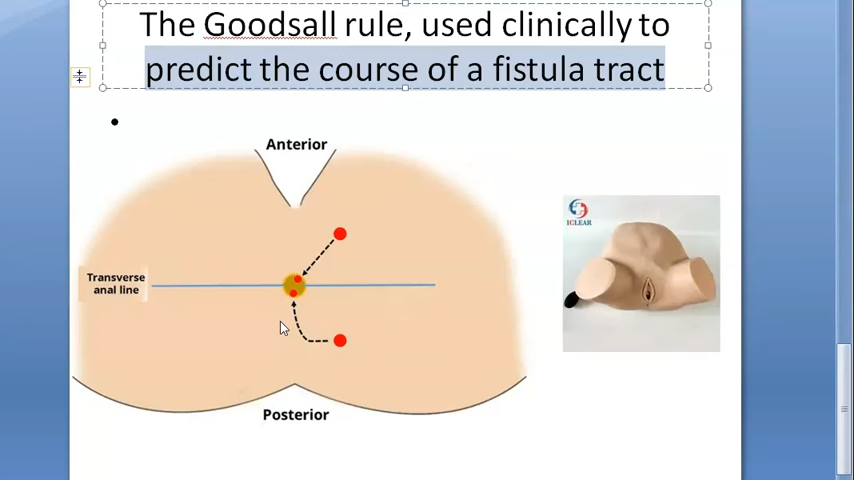 The Goodsall rule, used clinically to
predict the course of a fistula tract
Anterior
Transverse
anal line
Posterior
ICLEAR